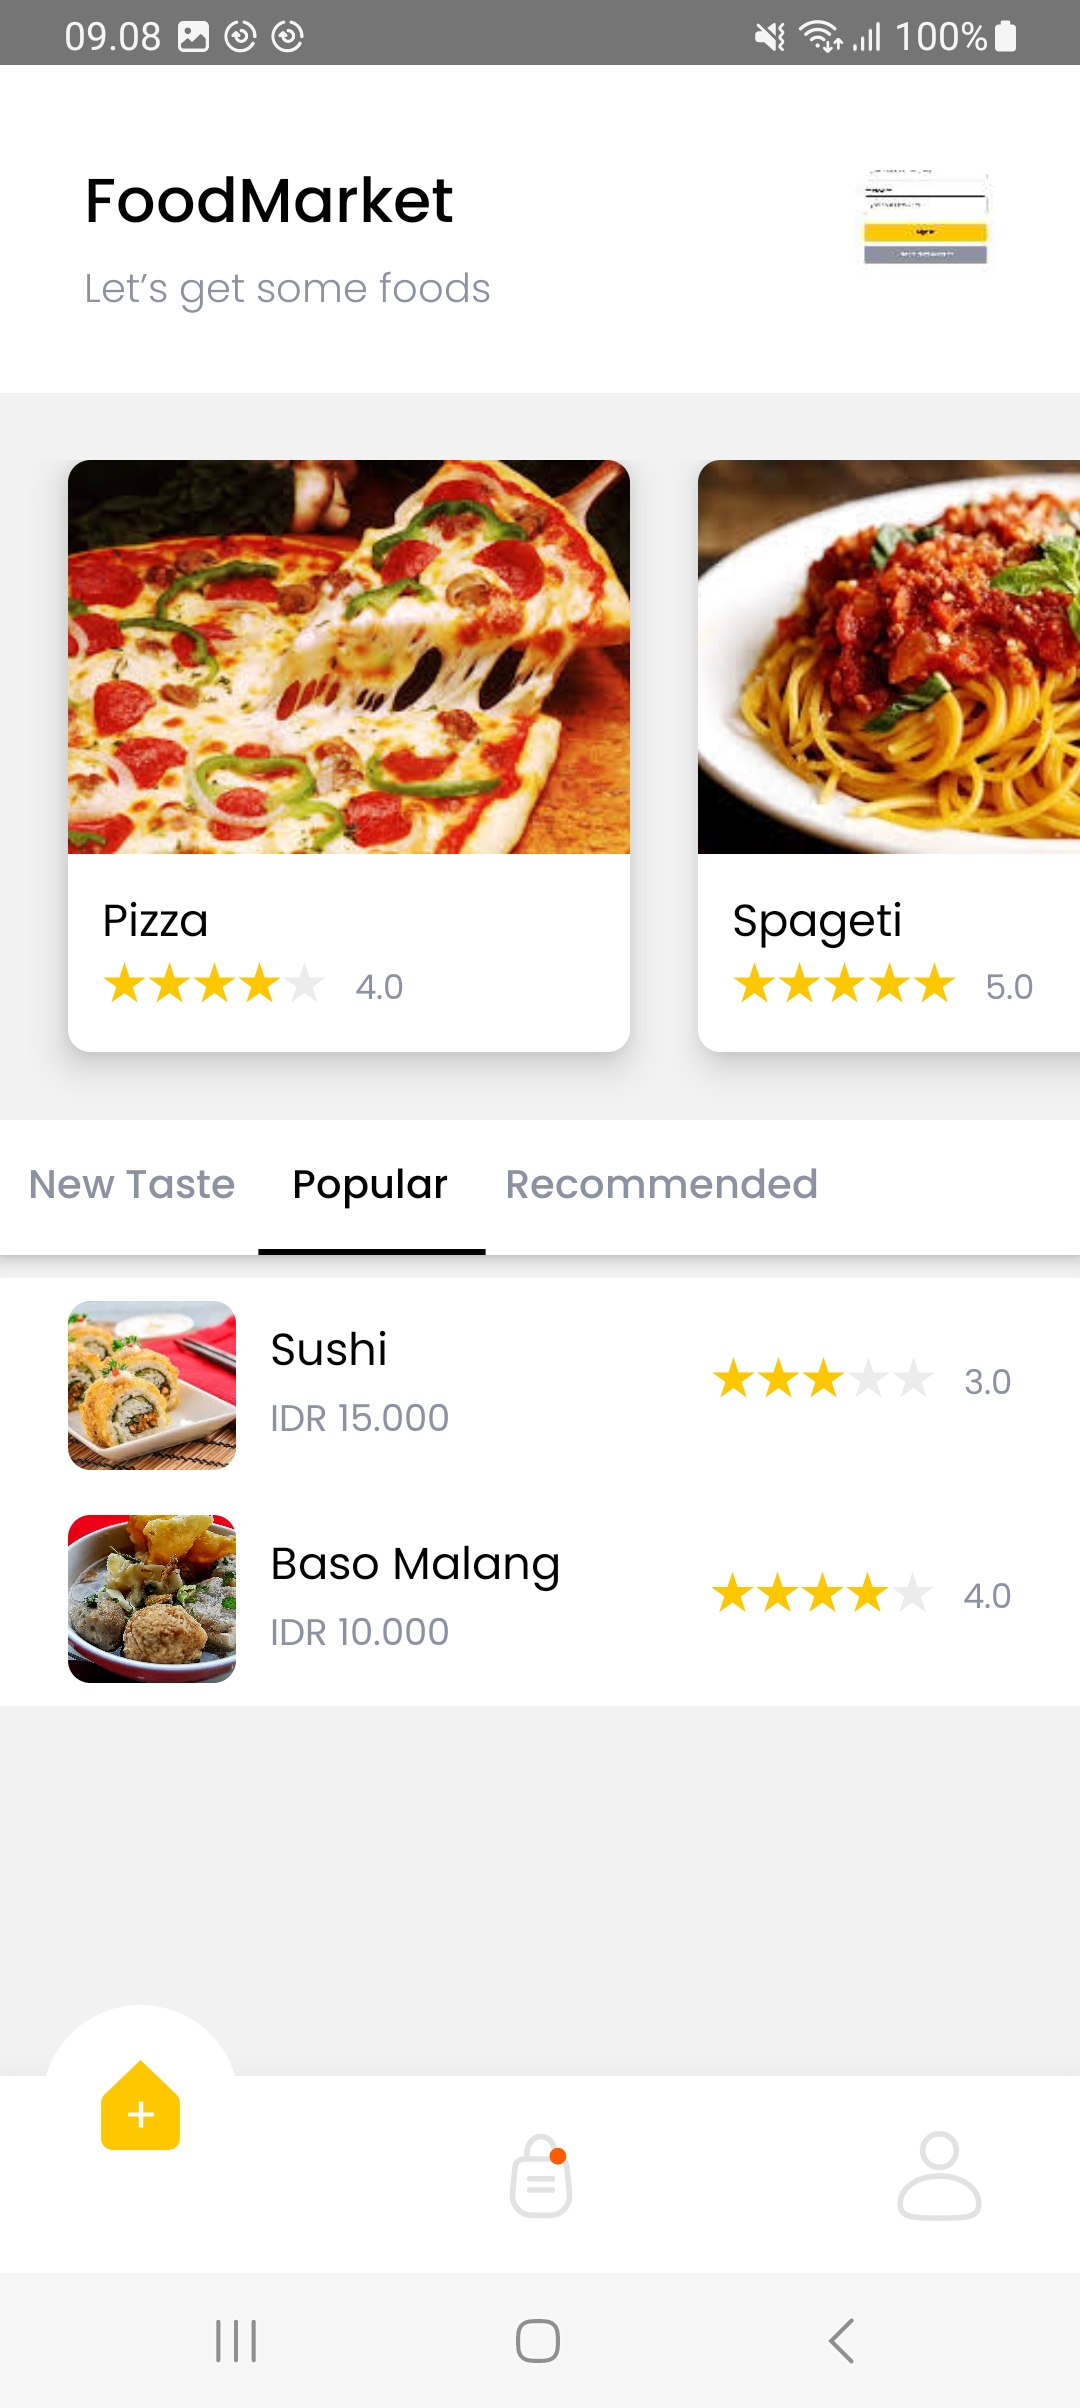 09.08
100%
FoodMarket
Let's get some foods
Pizza
4.0
Spageti
5.0
New Taste
Popular
Recommended
Sushi
IDR 15.000
3.0
Baso Malang
IDR 10.000
4.0